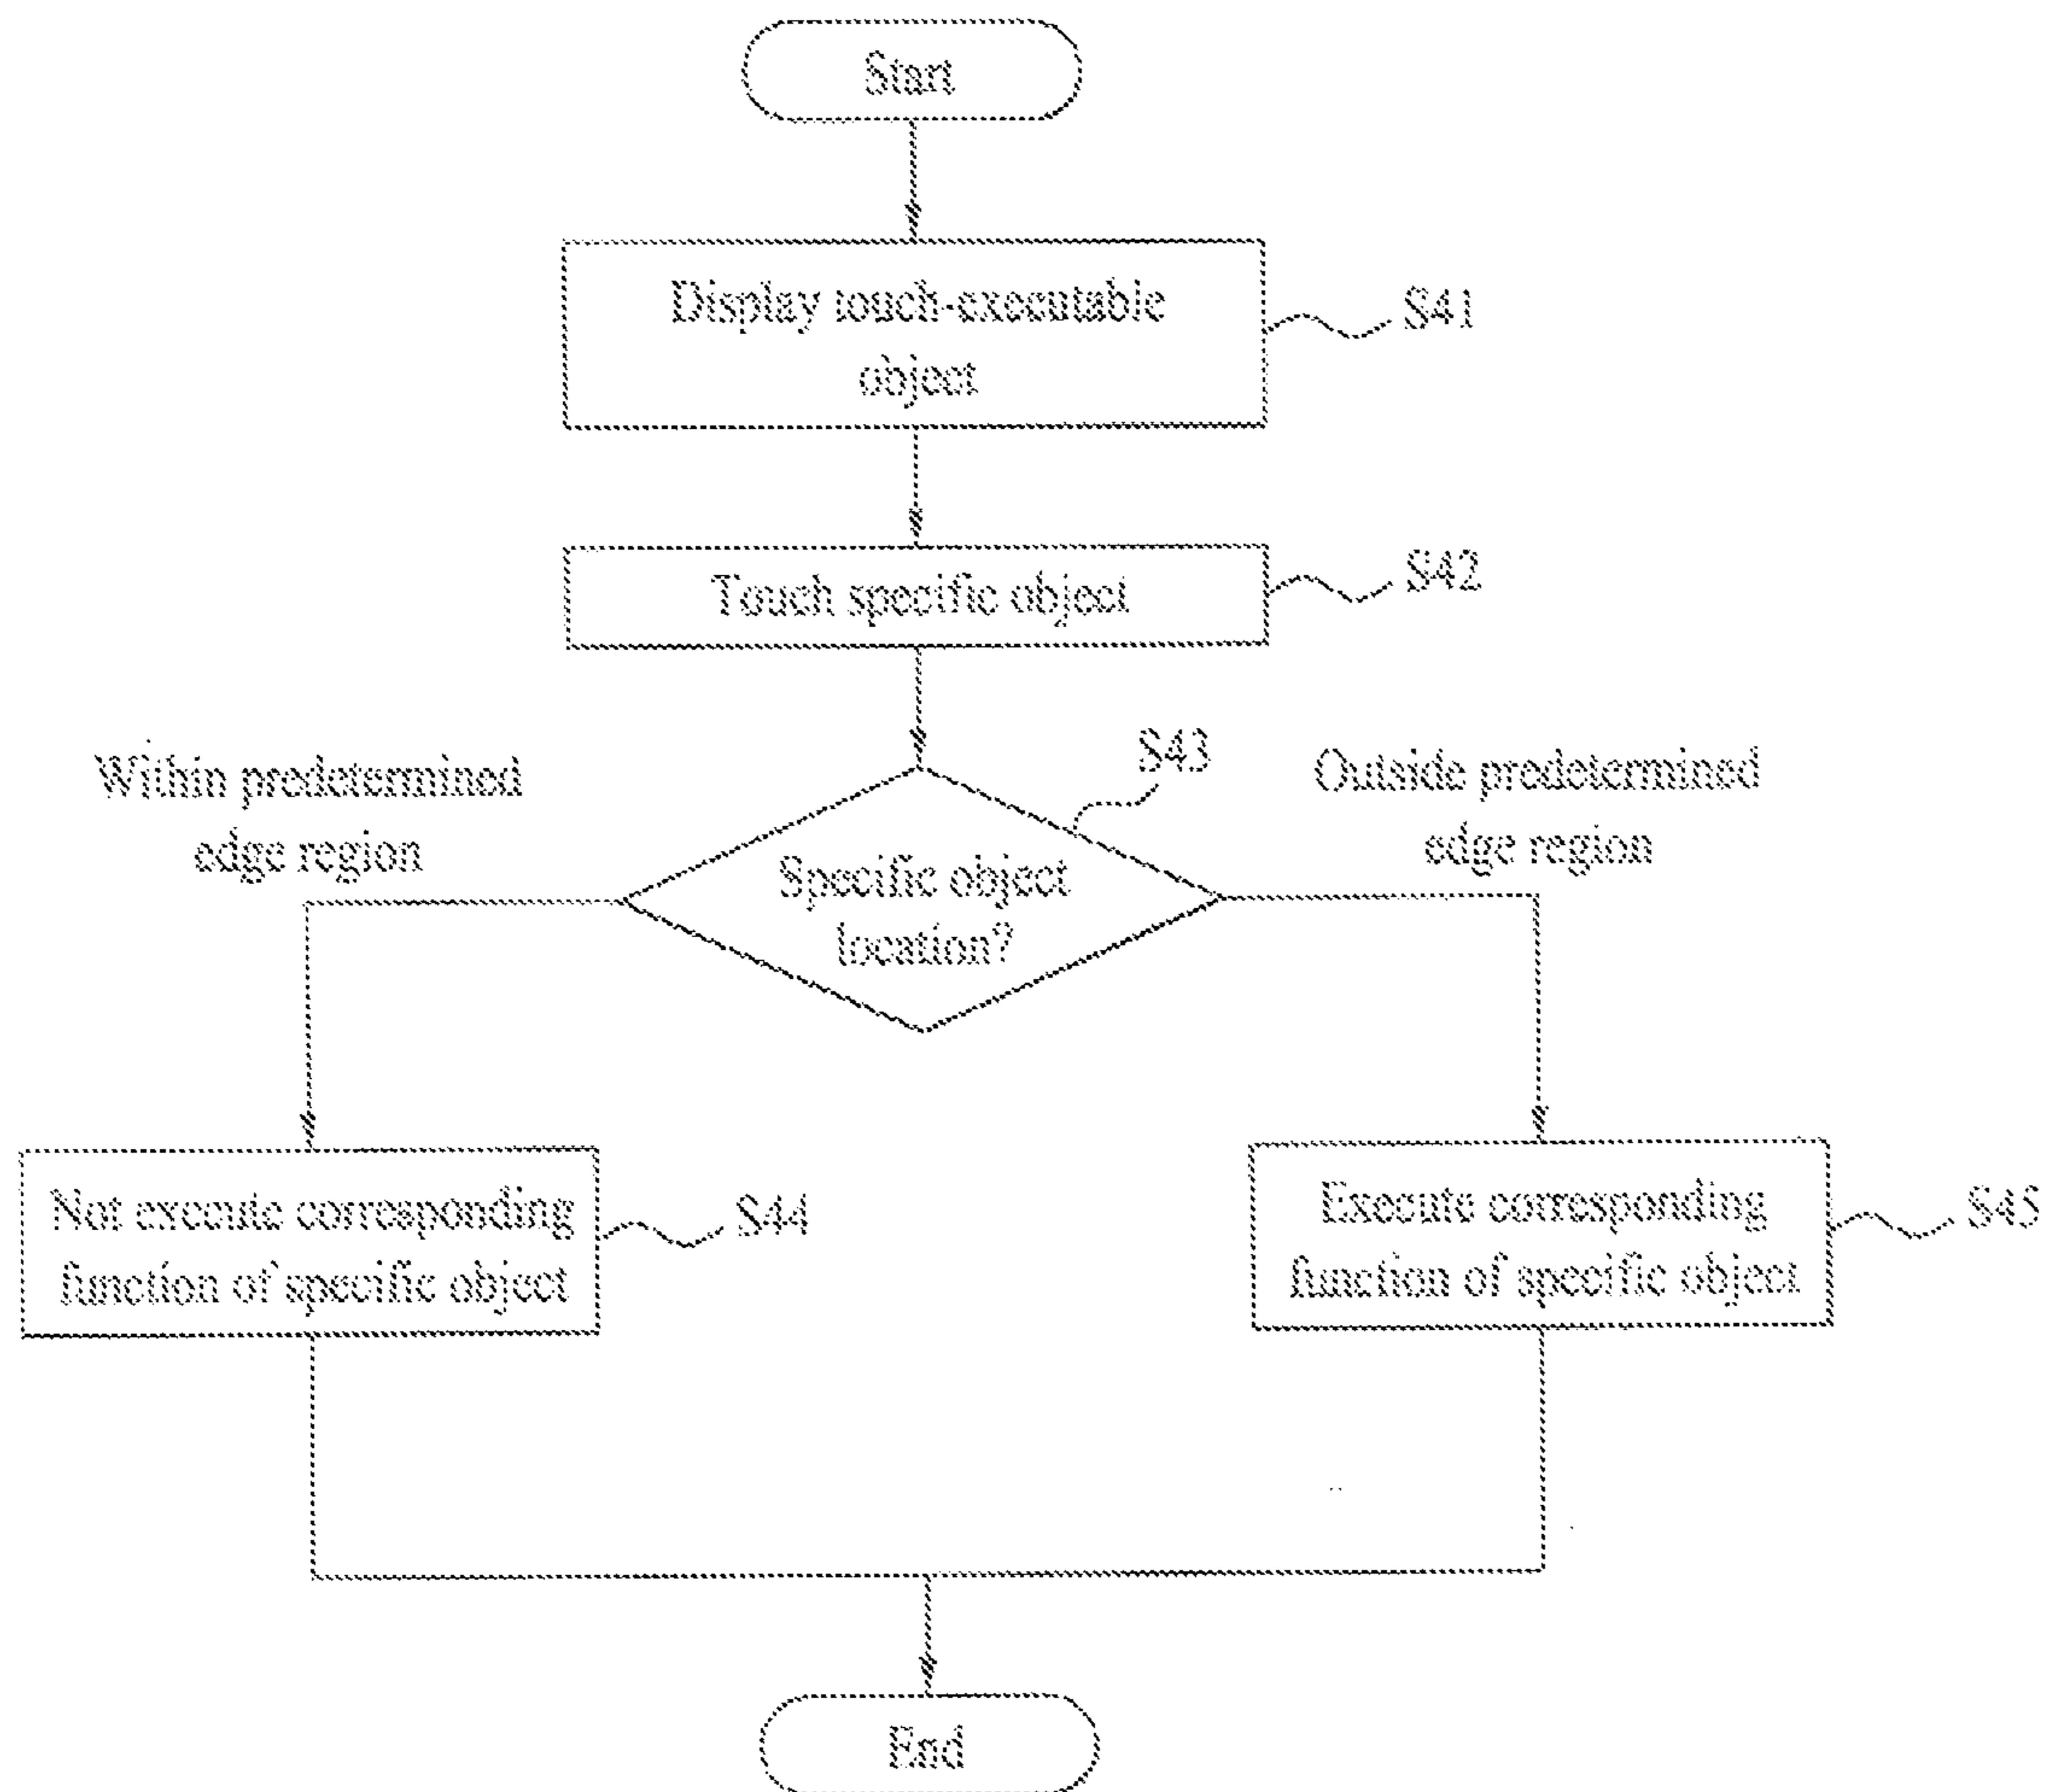 Start
Display touch-executable
object
S41
Touch specific object
S42
S43
Within predetermined
edge region
Outside predetermined
edge region
Specific object
location?
Not execute corresponding
function of specific object
S44
Execute corresponding
function of specific object
S45
End